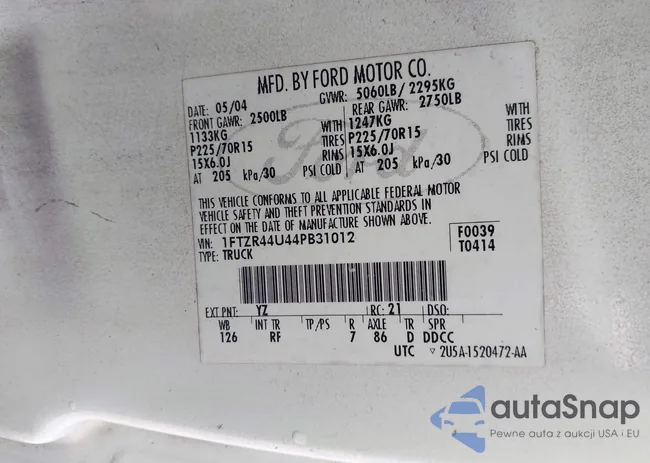 MFD. BY FORD MOTOR CO.
DATE: 05/04 GVWR: 5060LB/ 2295KG
FRONT GAWR: 2500LB REAR GAWR: 2750LB
1133KG WITH 1247KG WITH
P225/70R15 TIRES P225/70R15 TIRES
15X6.0J RIMS 15X6.0J RIMS
AT 205 kPa/30 PSI COLD AT 205 kPa/30 PSI COLD
Ford
THIS VEHICLE CONFORMS TO ALL APPLICABLE FEDERAL MOTOR
VEHICLE SAFETY AND THEFT PREVENTION STANDARDS IN
EFFECT ON THE DATE OF MANUFACTURE SHOWN ABOVE.
VIN: 1FTZR44U44PB31012 F0039
TYPE: TRUCK T0414
EXT PNT: YZ RC: 21 DSO:
WB INT TR TP/PS R AXLE TR SPR
126 RF 7 86 D DDCC
UTC ▽ 2U5A-1520472-AA
autoSnap
Pewne auta z aukcji USA i EU